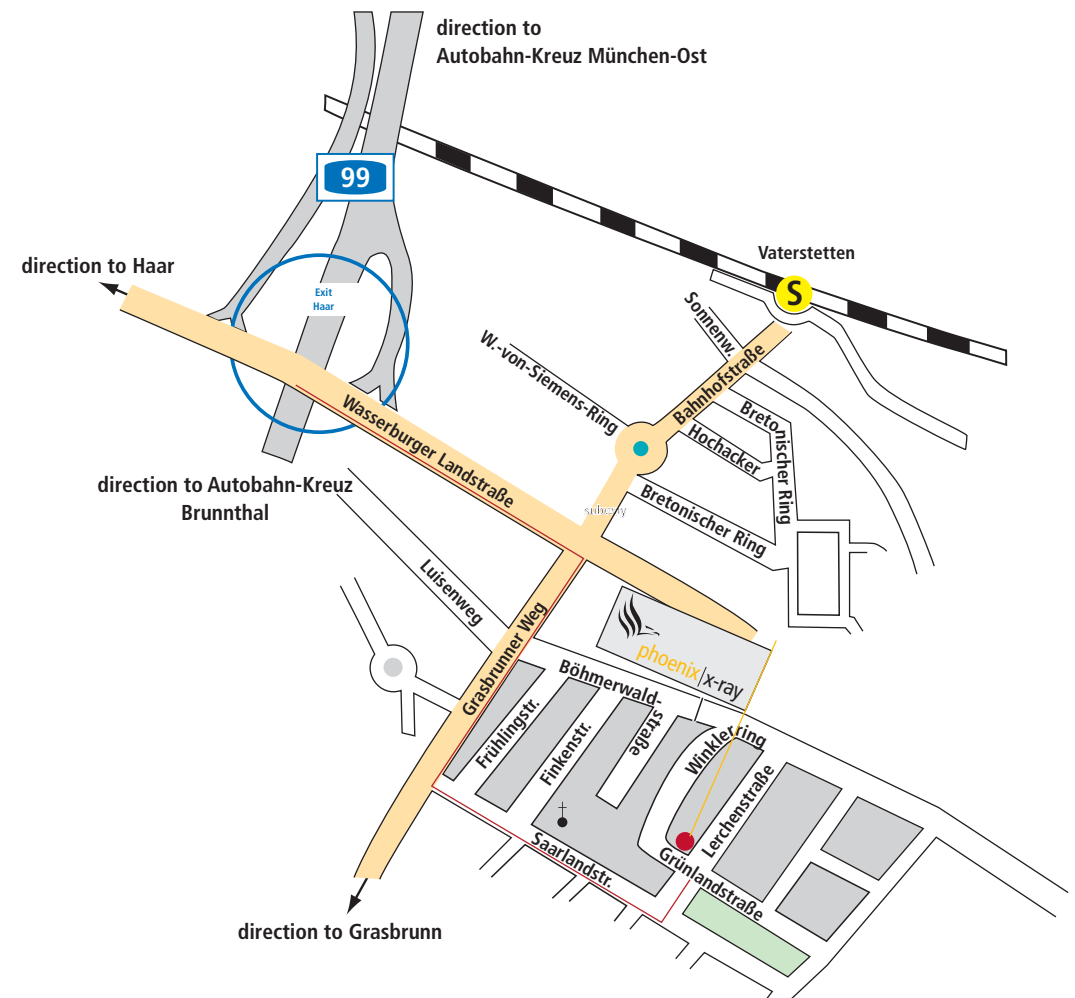 direction to
Autobahn-Kreuz München-Ost
99
Vaterstetten
S
direction to Haar
Exit
Haar
Sonnenw.
W.-von-Siemens-Ring
Bahnhofstraße
Wasserburger Landstraße
Bretonischer Ring
Hochacker
direction to Autobahn-Kreuz
Brunnthal
Bretonischer Ring
Luisenweg
Grasbrunner Weg
phoenix|x-ray
Böhmerwald-
straße
Frühlingstr.
Finkenstr.
Winklerring
Lerchenstraße
Saarlandstr.
Grünlandstraße
direction to Grasbrunn